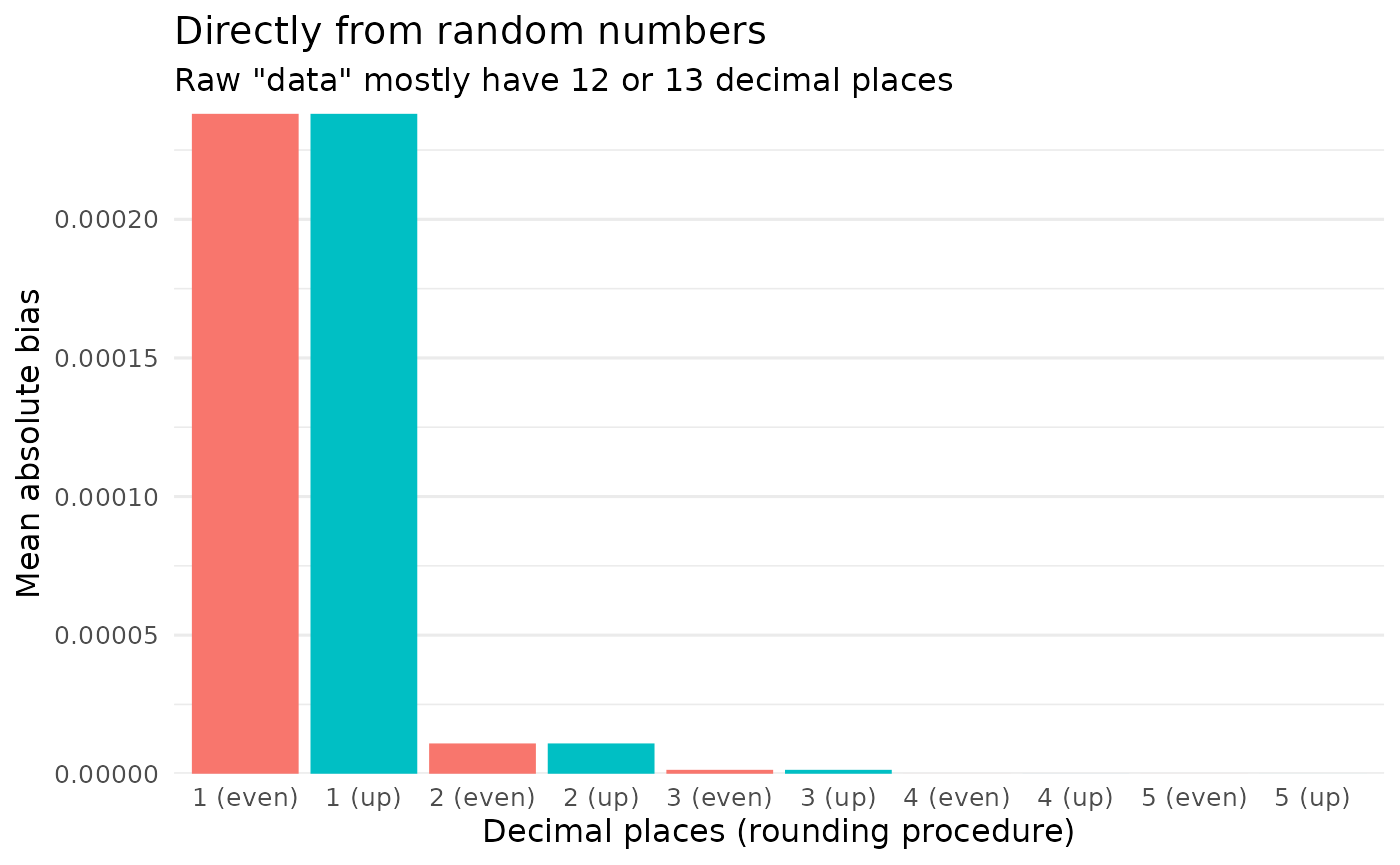 Directly from random numbers
Raw "data" mostly have 12 or 13 decimal places
Mean absolute bias
0.00020
0.00015
0.00010
0.00005
0.00000
1 (even) 1 (up) 2 (even) 2 (up) 3 (even) 3 (up) 4 (even) 4 (up) 5 (even) 5 (up)
Decimal places (rounding procedure)